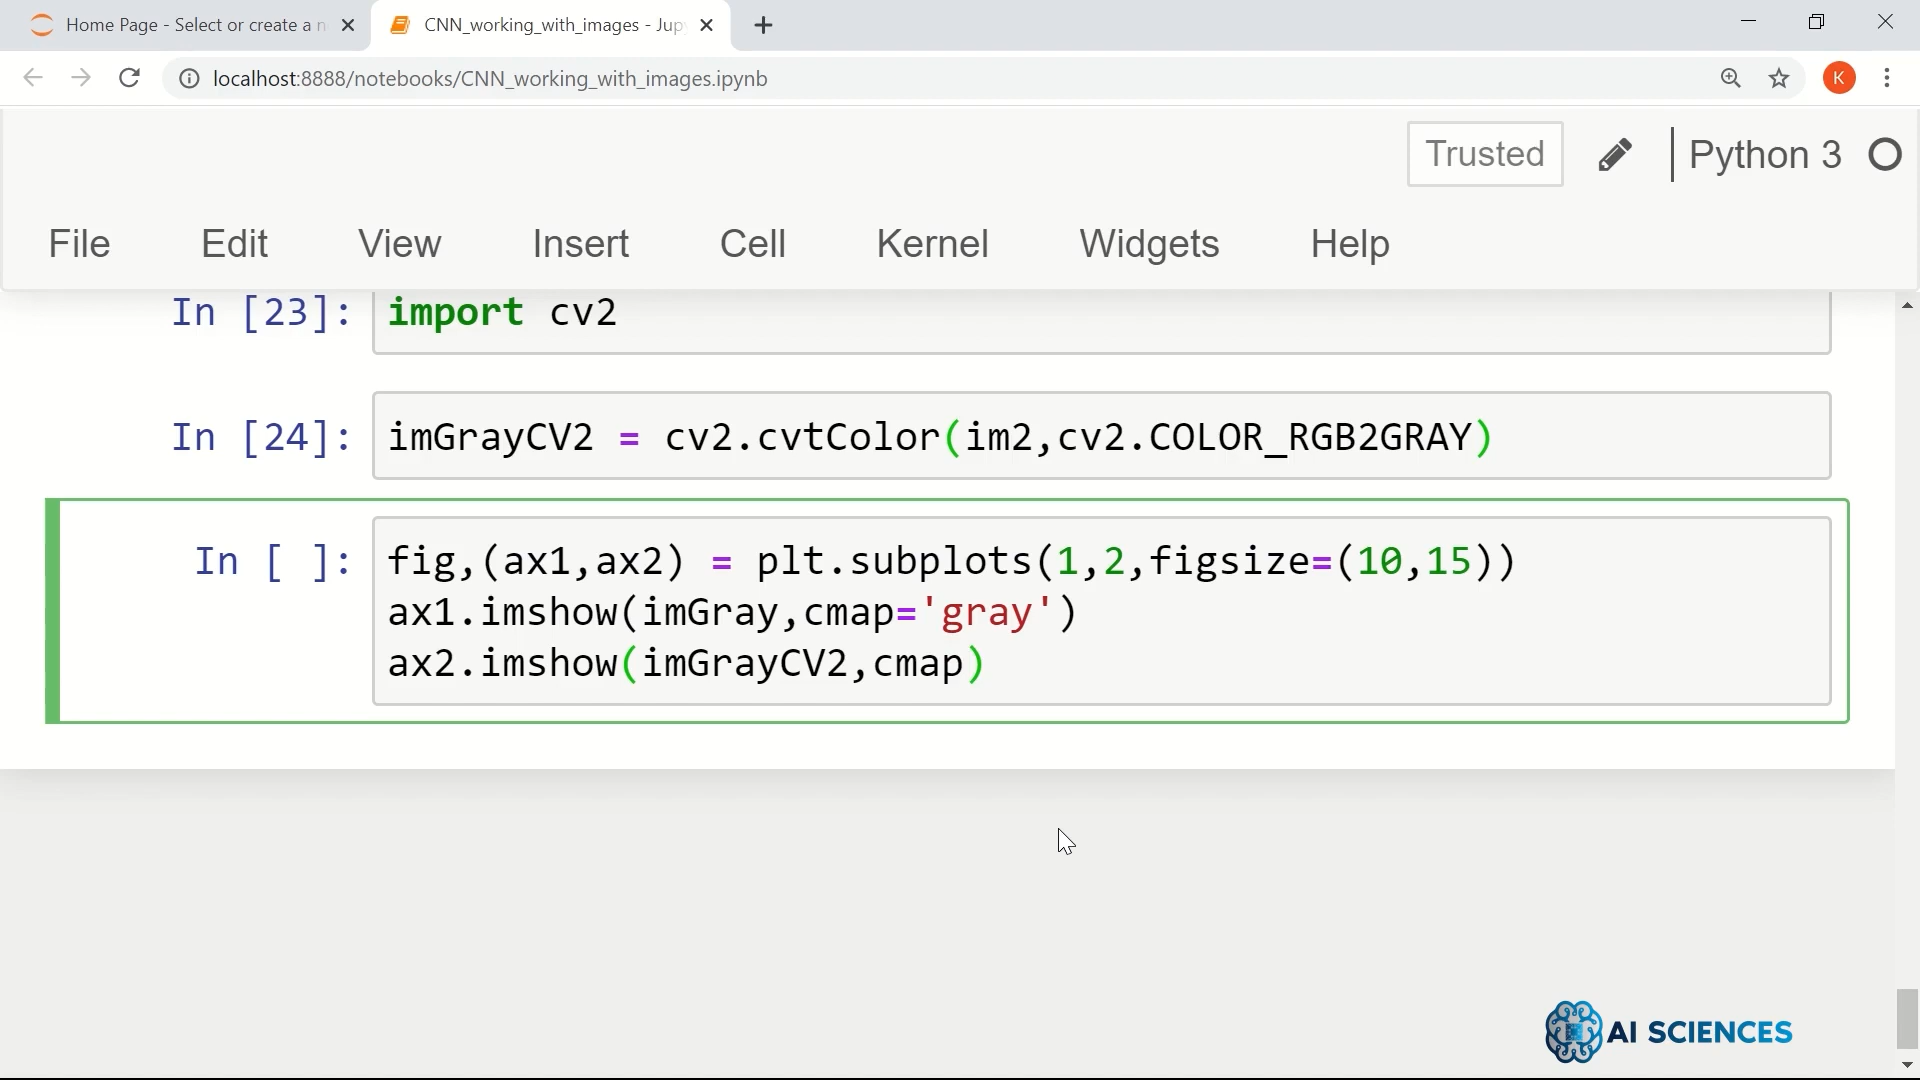 Home Page - Select or create a n
CNN_working_with_images - Jup
localhost:8888/notebooks/CNN_working_with_images.ipynb
K
Trusted
Python 3
File Edit View Insert Cell Kernel Widgets Help
In [23]: import cv2
In [24]: imGrayCV2 = cv2.cvtColor(im2,cv2.COLOR_RGB2GRAY)
In [ ]: fig,(ax1,ax2) = plt.subplots(1,2,figsize=(10,15))
ax1.imshow(imGray,cmap='gray')
ax2.imshow(imGrayCV2,cmap)
AI SCIENCES